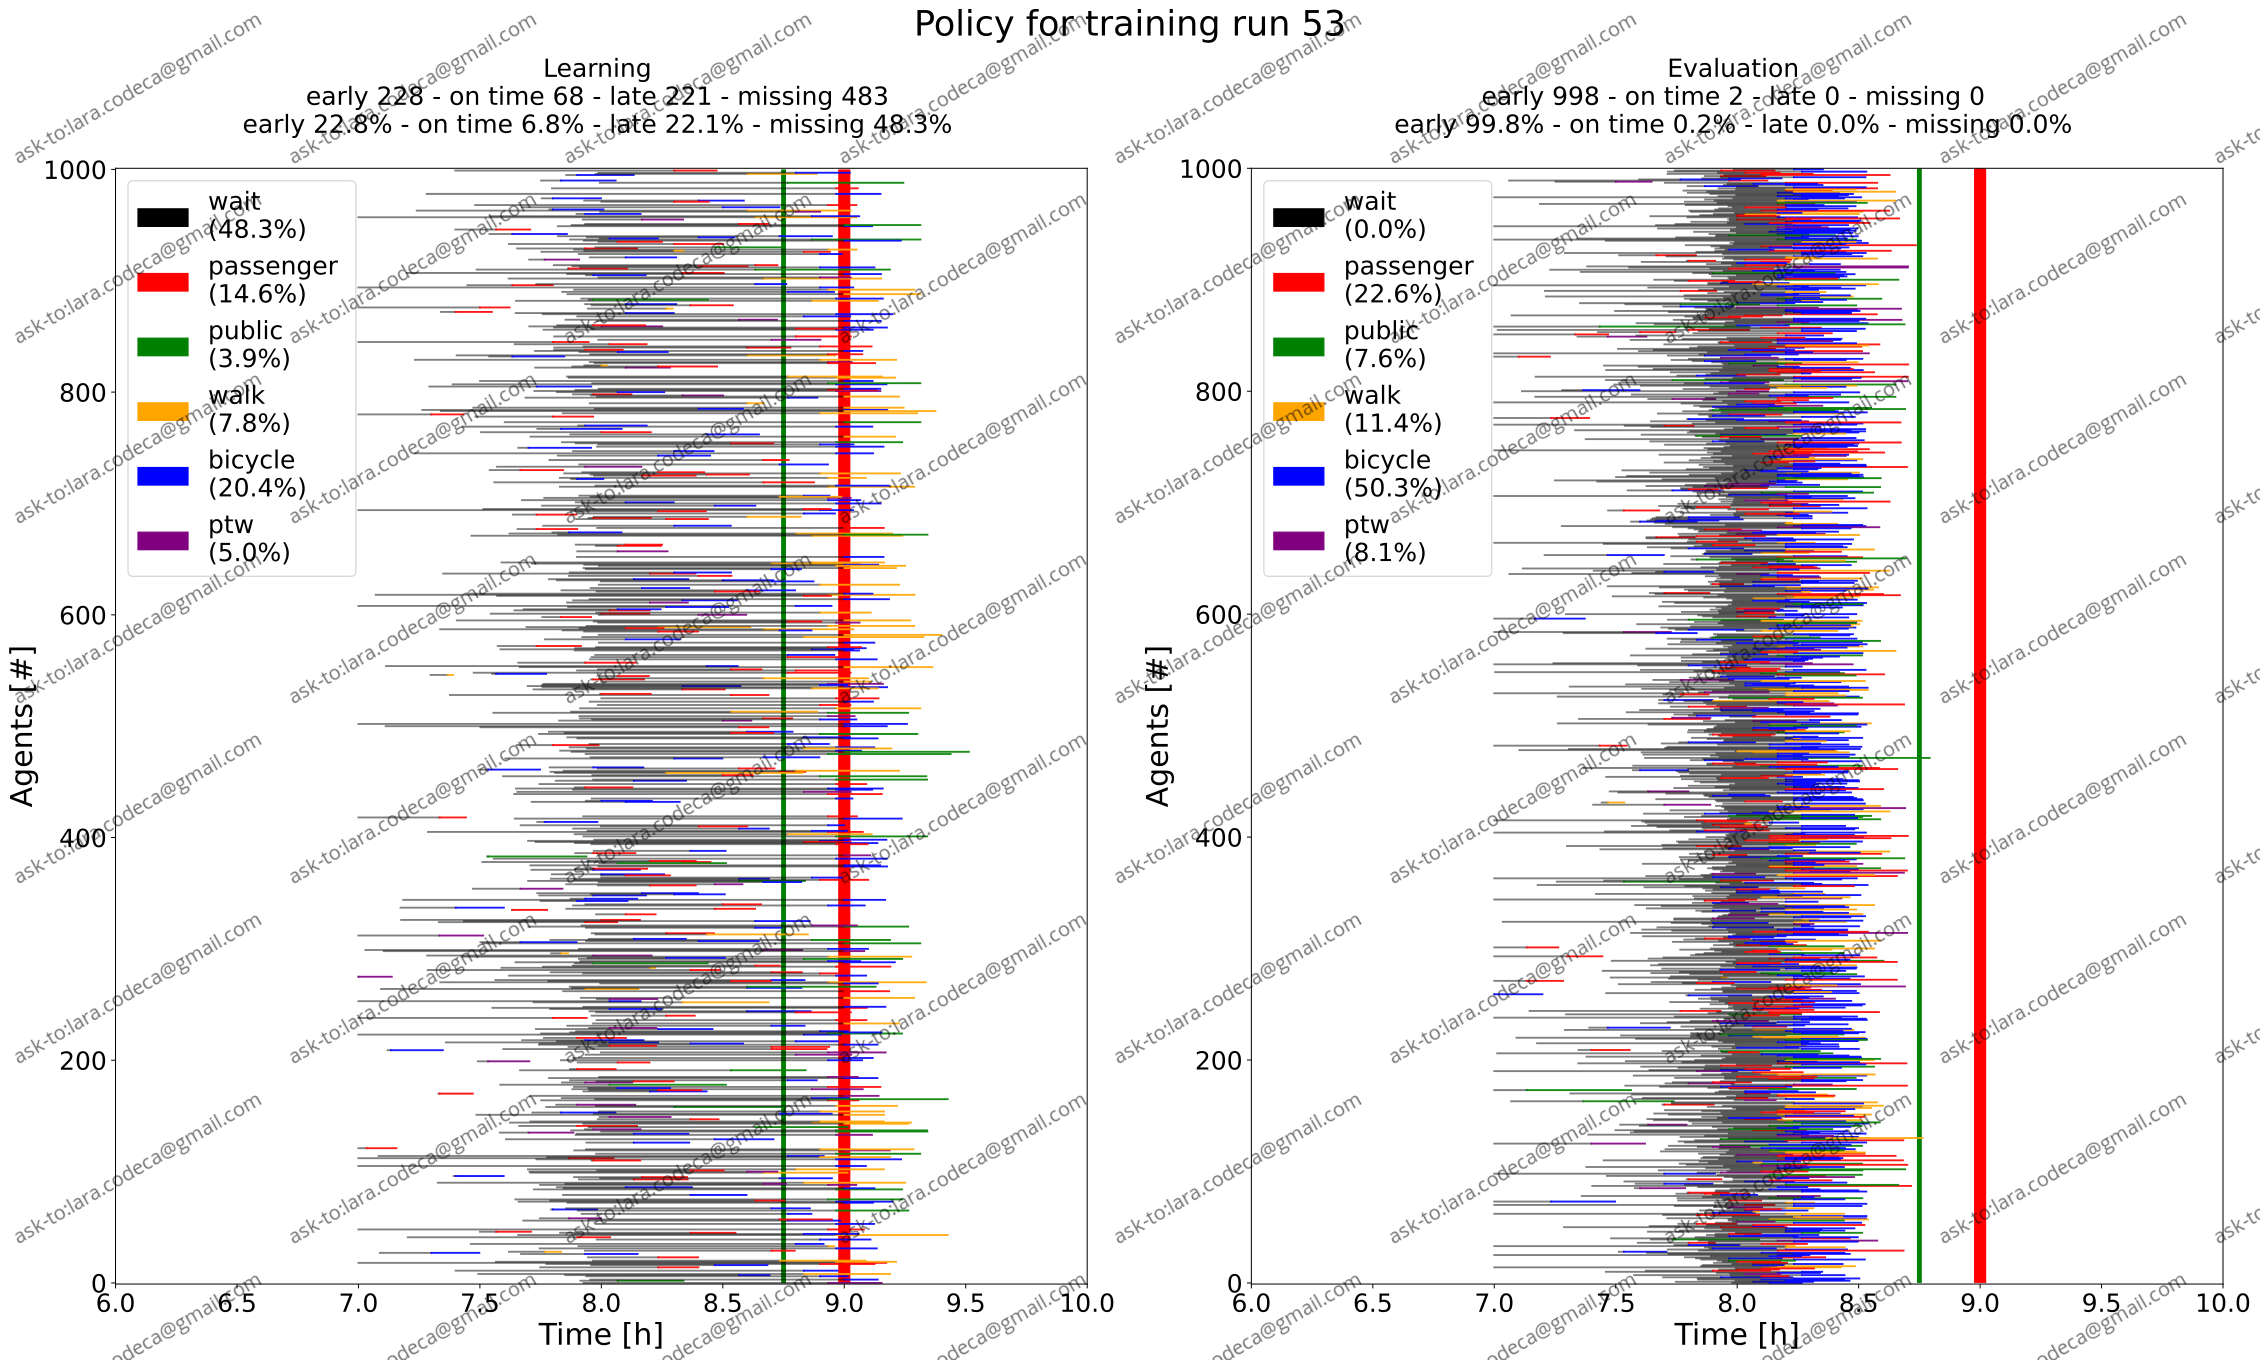 Policy for training run 53
Learning
early 228 - on time 68 - late 221 - missing 483
early 22.8% - on time 6.8% - late 22.1% - missing 48.3%
1000
800
600
400
200
0
Agents [#]
wait
(48.3%)
passenger
(14.6%)
public
(3.9%)
walk
(7.8%)
bicycle
(20.4%)
ptw
(5.0%)
6.0 6.5 7.0 7.5 8.0 8.5 9.0 9.5 10.0
Time [h]
Evaluation
early 998 - on time 2 - late 0 - missing 0
early 99.8% - on time 0.2% - late 0.0% - missing 0.0%
1000
800
600
400
200
0
Agents [#]
wait
(0.0%)
passenger
(22.6%)
public
(7.6%)
walk
(11.4%)
bicycle
(50.3%)
ptw
(8.1%)
6.0 6.5 7.0 7.5 8.0 8.5 9.0 9.5 10.0
Time [h]
ask-to:lara.codeca@gmail.com